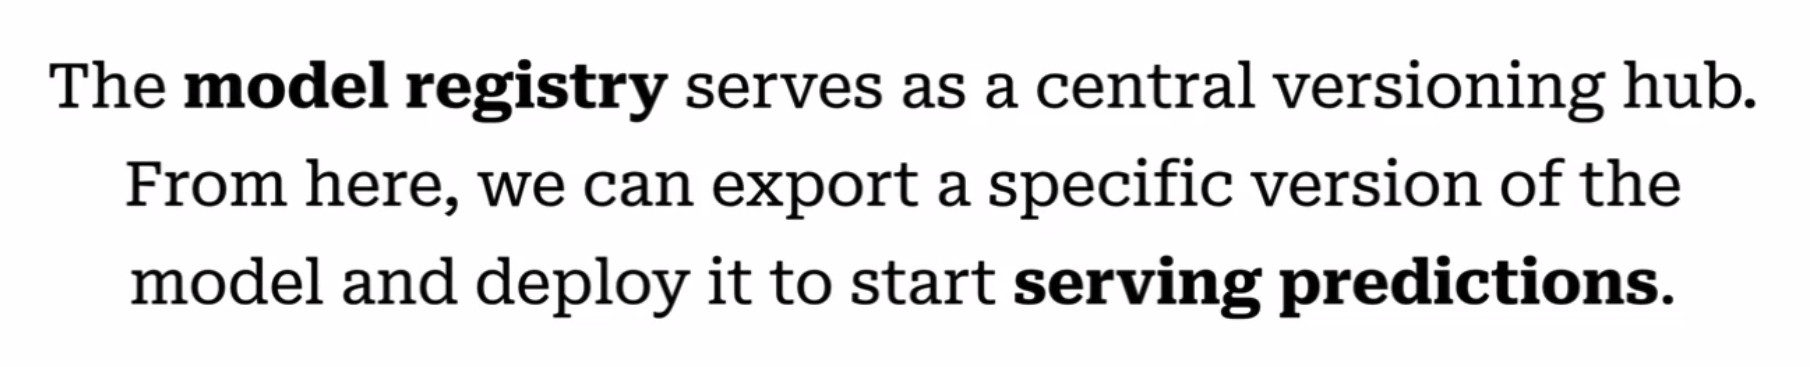 The model registry serves as a central versioning hub.
From here, we can export a specific version of the
model and deploy it to start serving predictions.